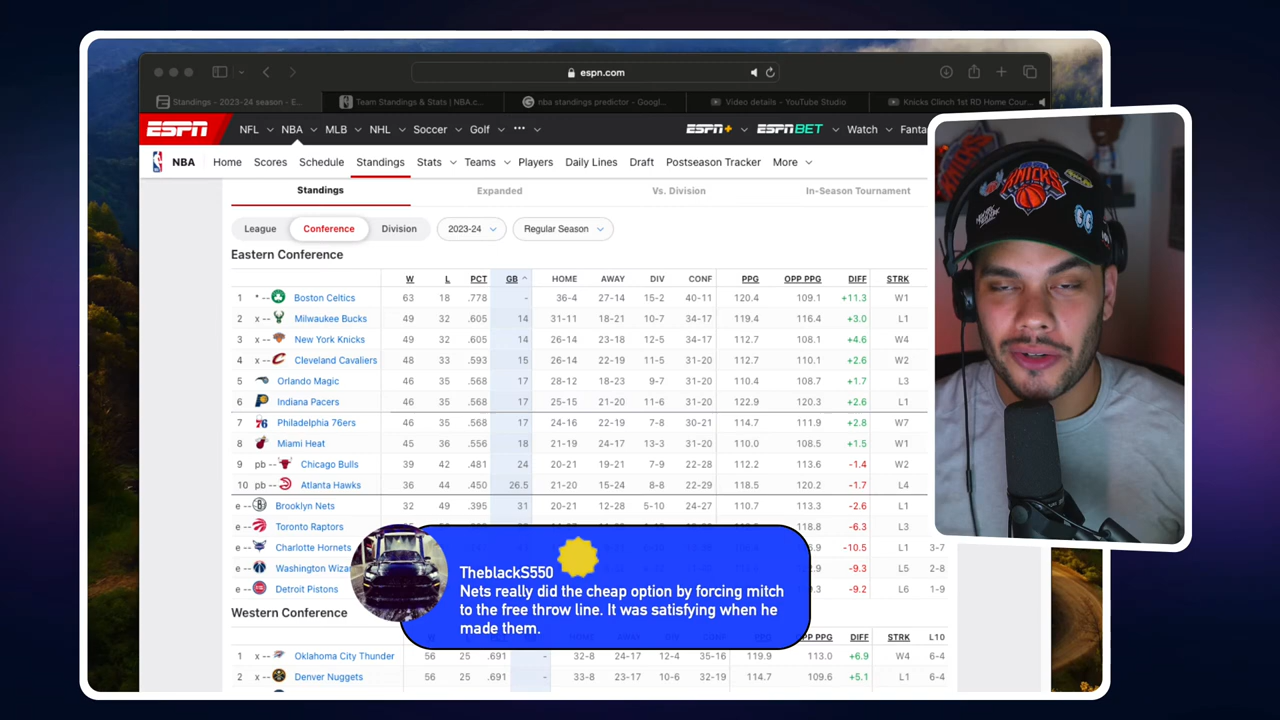 espn.com
Standings - 2023-24 season - E...
Team Standings & Stats | NBA.c...
nba standings predictor - Googl...
Video details - YouTube Studio
Knicks Clinch 1st RD Home Cour...
ESPN NFL NBA MLB NHL Soccer Golf ••• ESPN+ ESPN BET Watch Fanta
NBA Home Scores Schedule Standings Stats Teams Players Daily Lines Draft Postseason Tracker More
Standings Expanded Vs. Division In-Season Tournament
League Conference Division 2023-24 Regular Season
Eastern Conference
W L PCT GB HOME AWAY DIV CONF PPG OPP PPG DIFF STRK
1 * -- Boston Celtics 63 18 .778 - 36-4 27-14 15-2 40-11 120.4 109.1 +11.3 W1
2 x -- Milwaukee Bucks 49 32 .605 14 31-11 18-21 10-7 34-17 119.4 116.4 +3.0 L1
3 x -- New York Knicks 49 32 .605 14 26-14 23-18 12-5 34-17 112.7 108.1 +4.6 W4
4 x -- Cleveland Cavaliers 48 33 .593 15 26-14 22-19 11-5 31-20 112.7 110.1 +2.6 W2
5 Orlando Magic 46 35 .568 17 28-12 18-23 9-7 31-20 110.4 108.7 +1.7 L3
6 Indiana Pacers 46 35 .568 17 25-15 21-20 11-6 31-20 122.9 120.3 +2.6 L1
7 Philadelphia 76ers 46 35 .568 17 24-16 22-19 7-8 30-21 114.7 111.9 +2.8 W7
8 Miami Heat 45 36 .556 18 21-19 24-17 13-3 31-20 110.0 108.5 +1.5 W1
9 pb -- Chicago Bulls 39 42 .481 24 20-21 19-21 7-9 22-28 112.2 113.6 -1.4 W2
10 pb -- Atlanta Hawks 36 44 .450 26.5 21-20 15-24 8-8 22-29 118.5 120.2 -1.7 L4
e -- Brooklyn Nets 32 49 .395 31 20-21 12-28 5-10 24-27 110.7 113.3 -2.6 L1
e -- Toronto Raptors 118.8 -6.3 L3
e -- Charlotte Hornets -10.5 L1 3-7
e -- Washington Wiza -9.3 L5 2-8
e -- Detroit Pistons -9.2 L6 1-9
TheblackS550
Nets really did the cheap option by forcing mitch
to the free throw line. It was satisfying when he
made them.
Western Conference
W L PCT GB HOME AWAY DIV CONF PPG OPP PPG DIFF STRK L10
1 x -- Oklahoma City Thunder 56 25 .691 - 32-8 24-17 12-4 35-16 119.9 113.0 +6.9 W4 6-4
2 x -- Denver Nuggets 56 25 .691 - 33-8 23-17 10-6 32-19 114.7 109.6 +5.1 L1 6-4
KNICKS